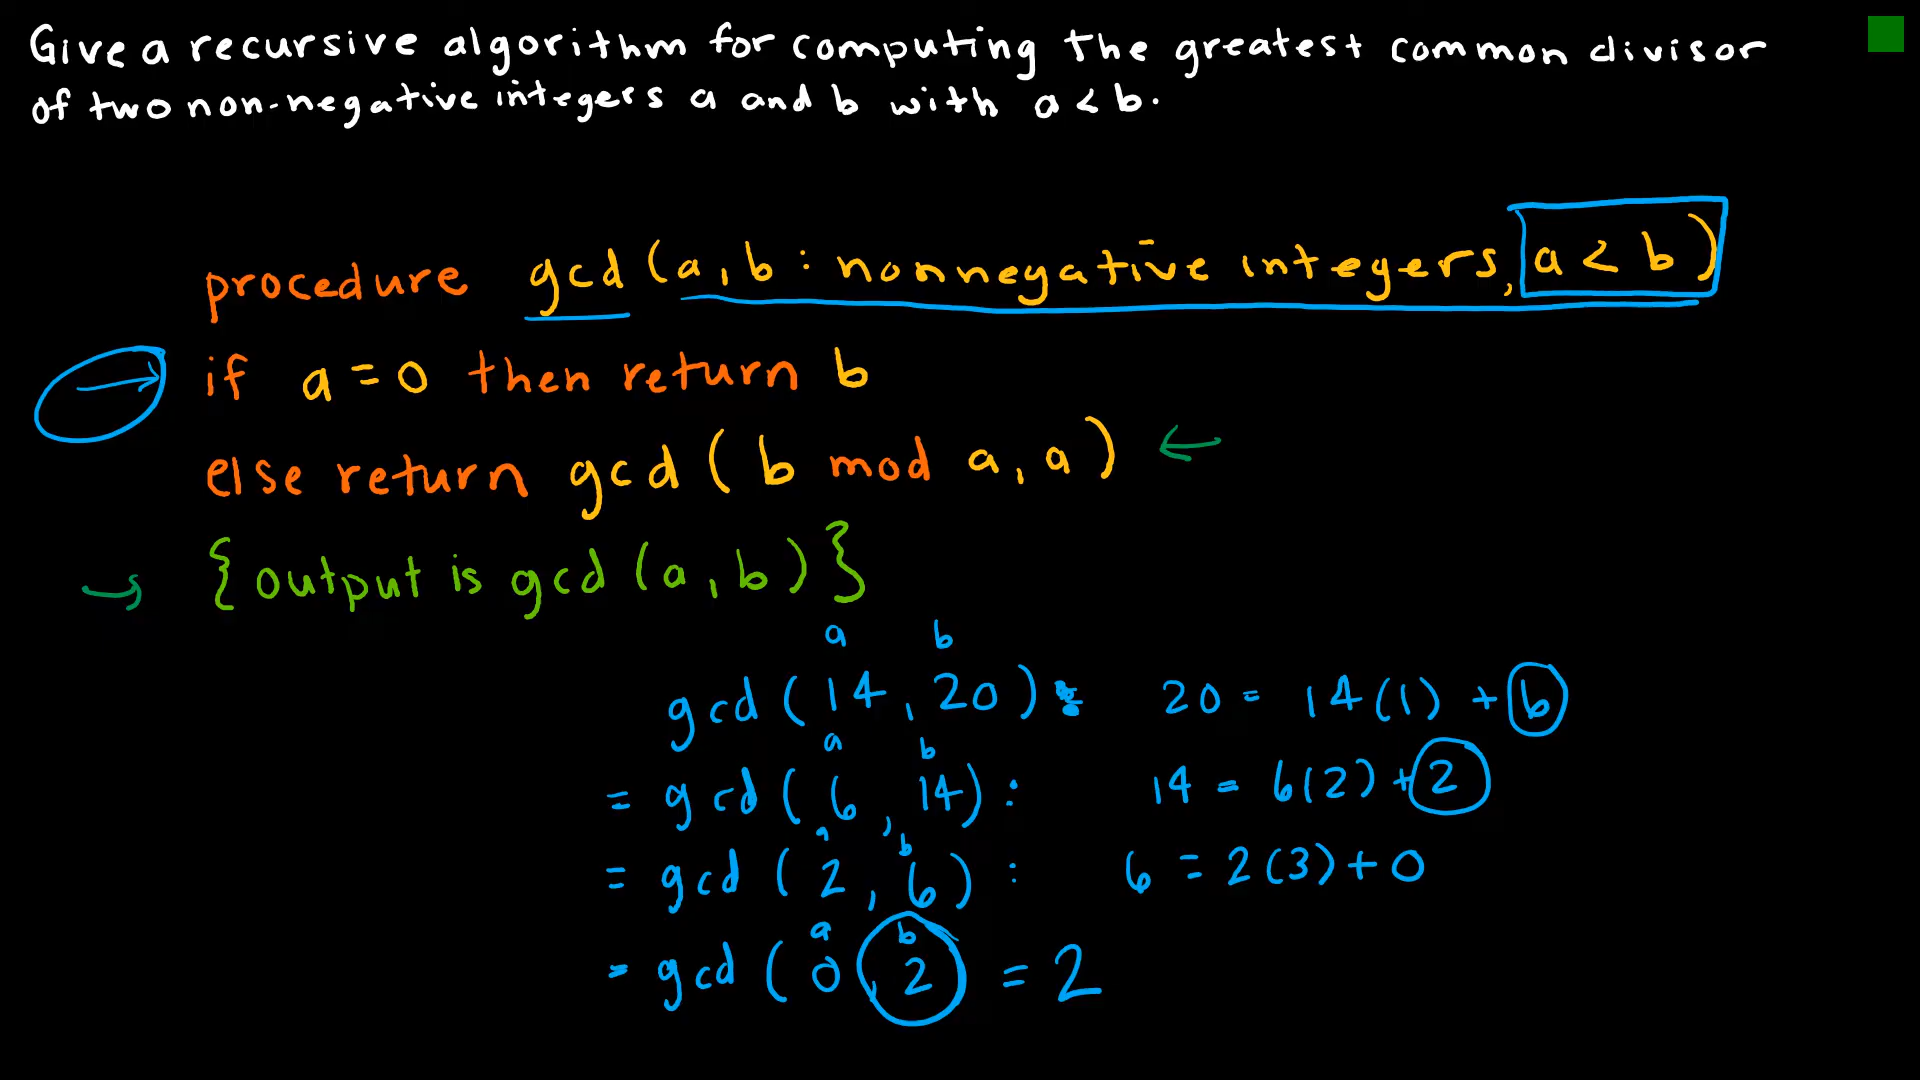 Give a recursive algorithm for computing the greatest common divisor
of two non-negative integers a and b with a < b.
procedure gcd (a, b : nonnegative integers, a < b)
if a = 0 then return b
else return gcd ( b mod a, a )
{ output is gcd (a, b) }
a b
gcd ( 14 , 20 ) : 20 = 14 (1) + 6
a b
= gcd ( 6 , 14 ) : 14 = 6 (2) + 2
a b
= gcd ( 2 , 6 ) : 6 = 2 (3) + 0
a b
= gcd ( 0 , 2 ) = 2